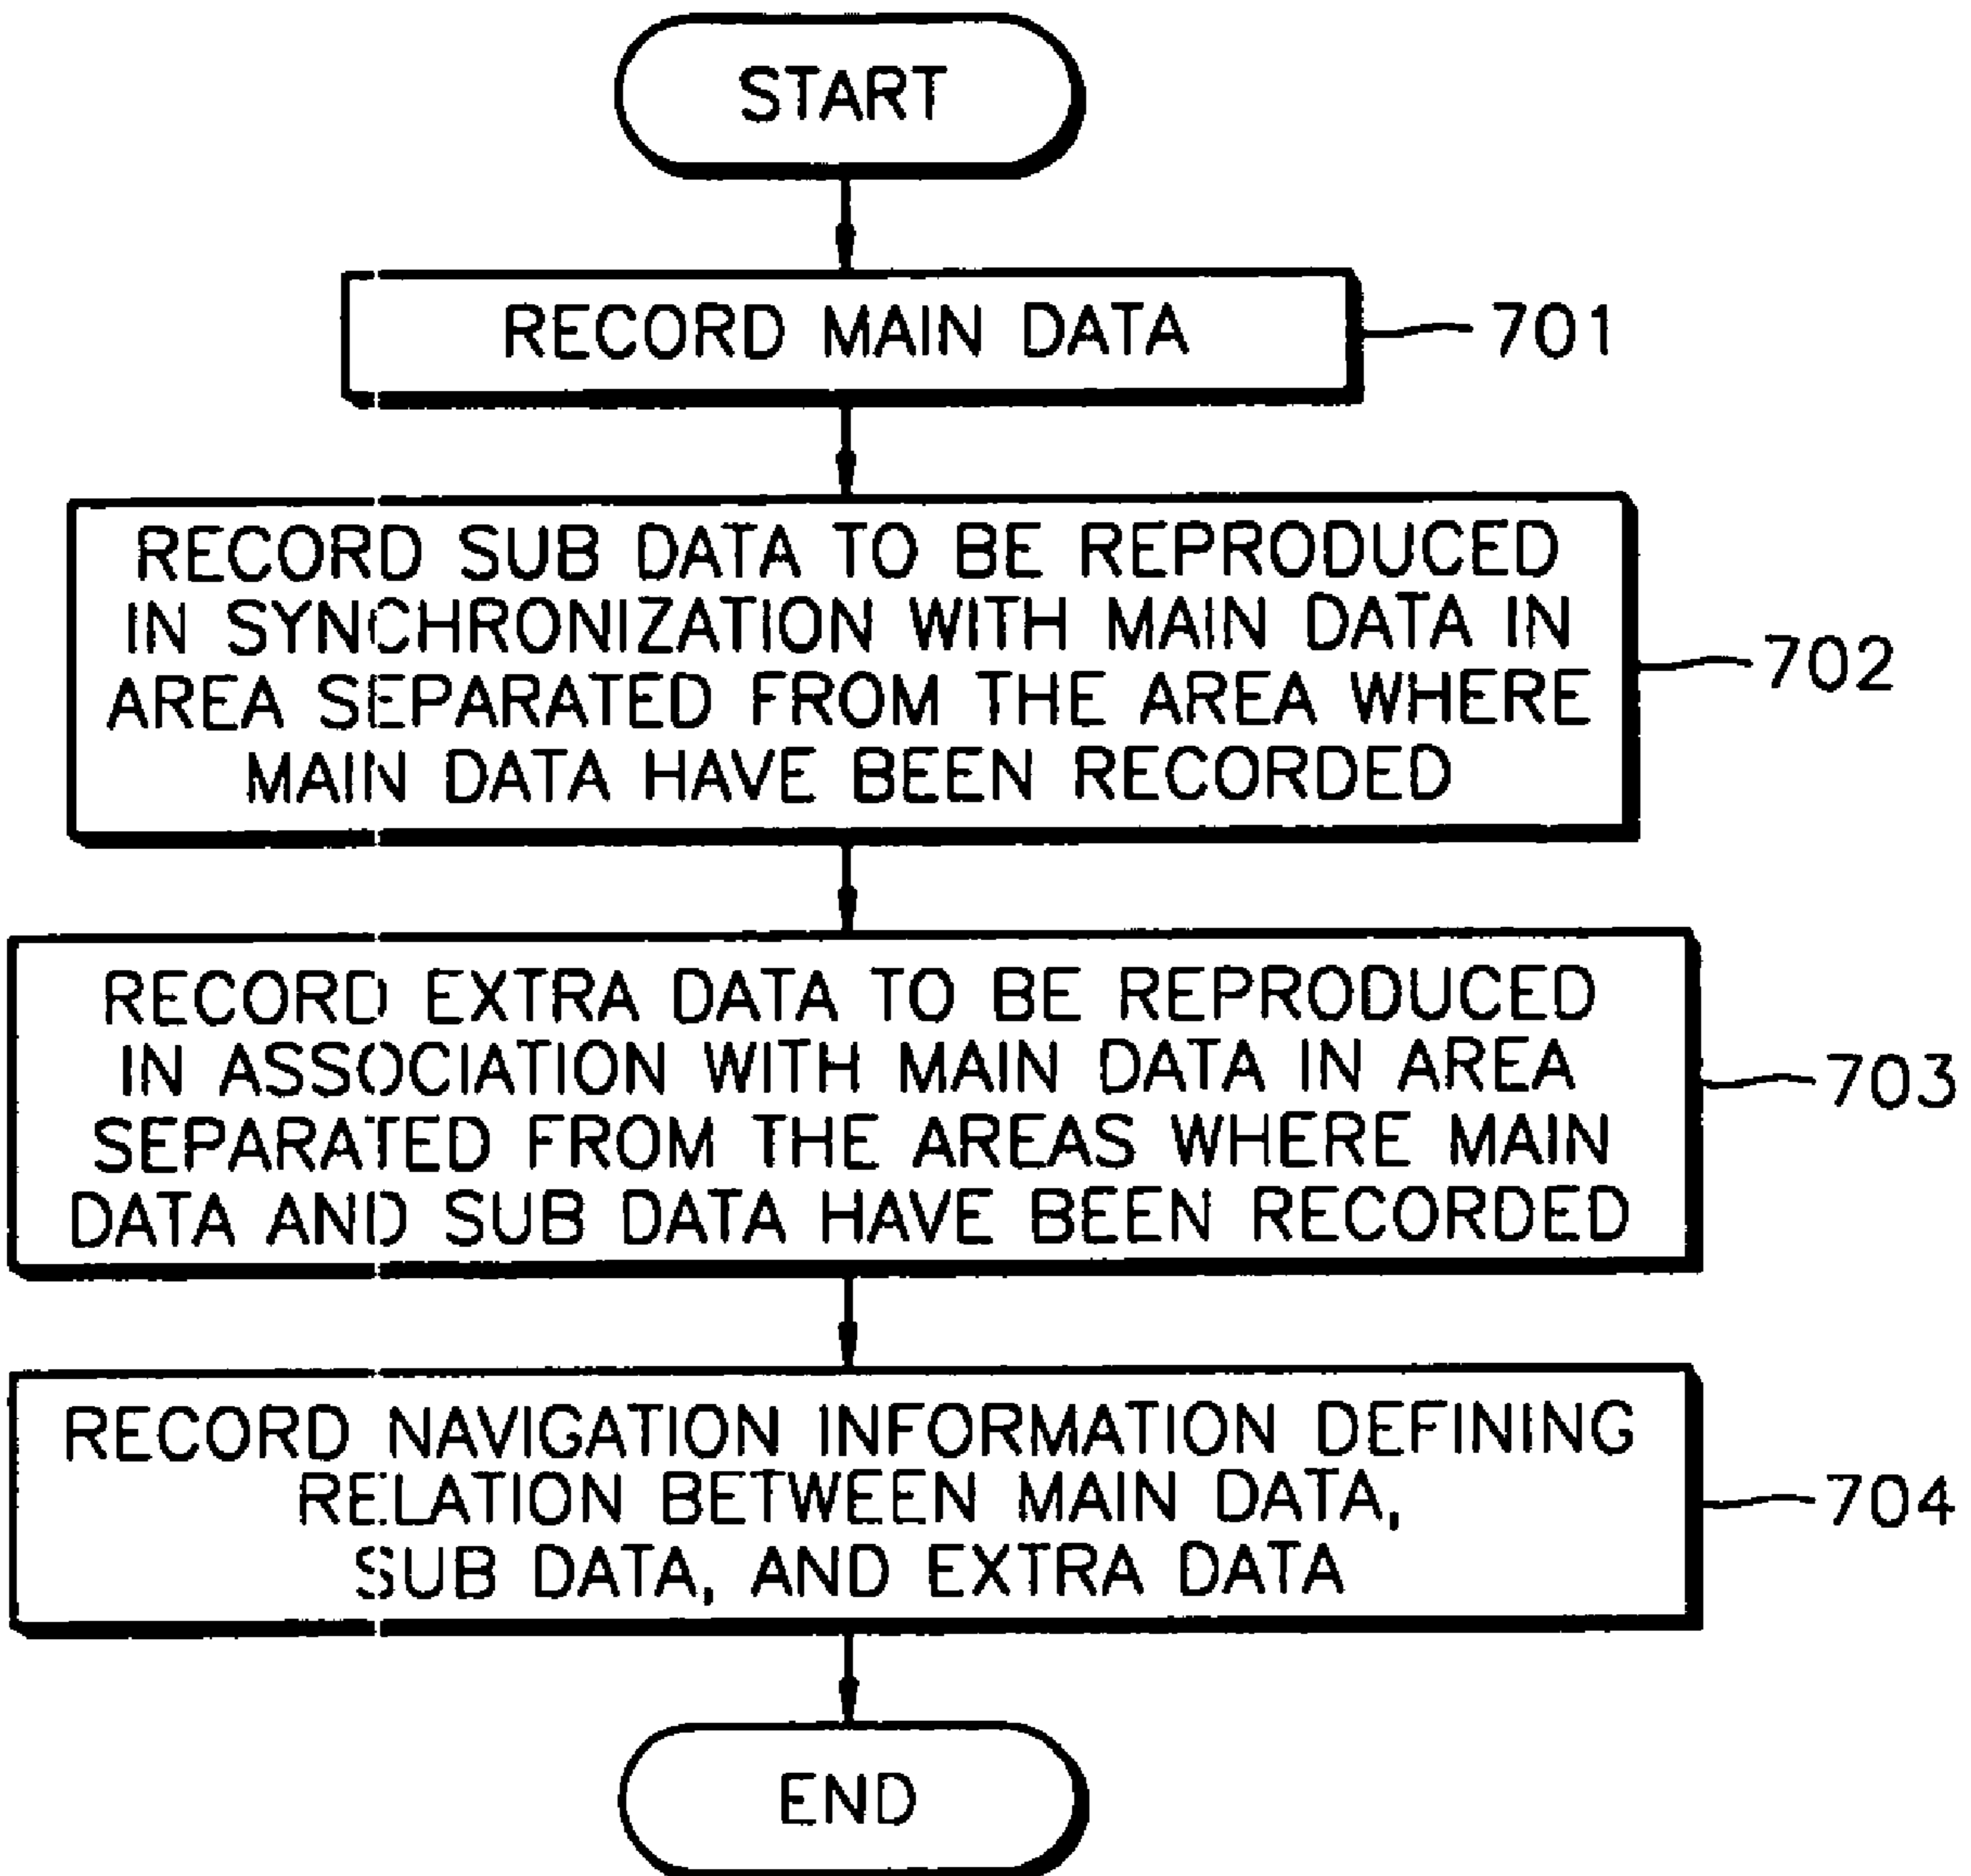 START
RECORD MAIN DATA
701
RECORD SUB DATA TO BE REPRODUCED
IN SYNCHRONIZATION WITH MAIN DATA IN
AREA SEPARATED FROM THE AREA WHERE
MAIN DATA HAVE BEEN RECORDED
702
RECORD EXTRA DATA TO BE REPRODUCED
IN ASSOCIATION WITH MAIN DATA IN AREA
SEPARATED FROM THE AREAS WHERE MAIN
DATA AND SUB DATA HAVE BEEN RECORDED
703
RECORD NAVIGATION INFORMATION DEFINING
RELATION BETWEEN MAIN DATA,
SUB DATA, AND EXTRA DATA
704
END